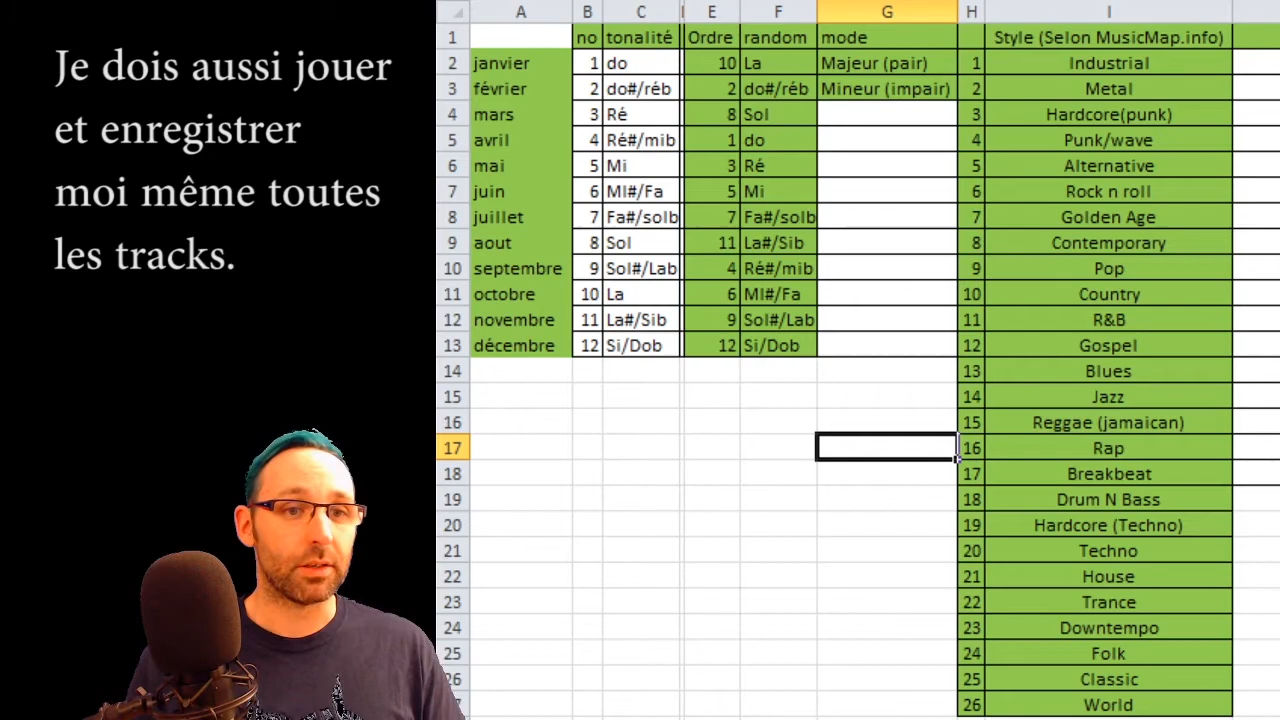 Je dois aussi jouer
et enregistrer
moi même toutes
les tracks.
A B C E F G H I
1 no tonalité Ordre random mode Style (Selon MusicMap.info)
2 janvier 1 do 10 La Majeur (pair) 1 Industrial
3 février 2 do#/réb 2 do#/réb Mineur (impair) 2 Metal
4 mars 3 Ré 8 Sol 3 Hardcore(punk)
5 avril 4 Ré#/mib 1 do 4 Punk/wave
6 mai 5 Mi 3 Ré 5 Alternative
7 juin 6 MI#/Fa 5 Mi 6 Rock n roll
8 juillet 7 Fa#/solb 7 Fa#/solb 7 Golden Age
9 aout 8 Sol 11 La#/Sib 8 Contemporary
10 septembre 9 Sol#/Lab 4 Ré#/mib 9 Pop
11 octobre 10 La 6 MI#/Fa 10 Country
12 novembre 11 La#/Sib 9 Sol#/Lab 11 R&B
13 décembre 12 Si/Dob 12 Si/Dob 12 Gospel
14 13 Blues
15 14 Jazz
16 15 Reggae (jamaican)
17 16 Rap
18 17 Breakbeat
19 18 Drum N Bass
20 19 Hardcore (Techno)
21 20 Techno
22 21 House
23 22 Trance
24 23 Downtempo
25 24 Folk
26 25 Classic
26 World